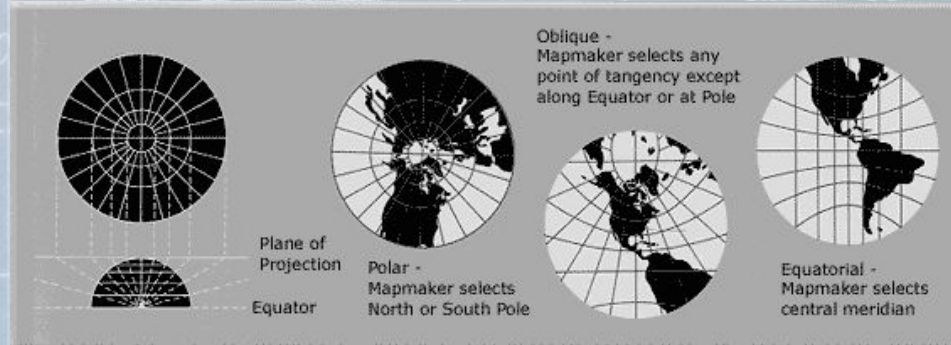 Oblique -
Mapmaker selects any
point of tangency except
along Equator or at Pole
Plane of
Projection
Equator
Polar -
Mapmaker selects
North or South Pole
Equatorial -
Mapmaker selects
central meridian